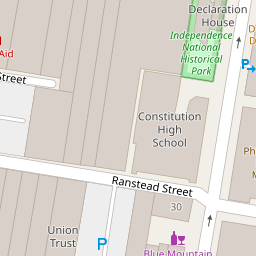 Declaration
House
Independence
National
Historical
Park
Aid
P
Street
Constitution
High
School
Ranstead Street
30
Union
Trust
P
Blue Mountain